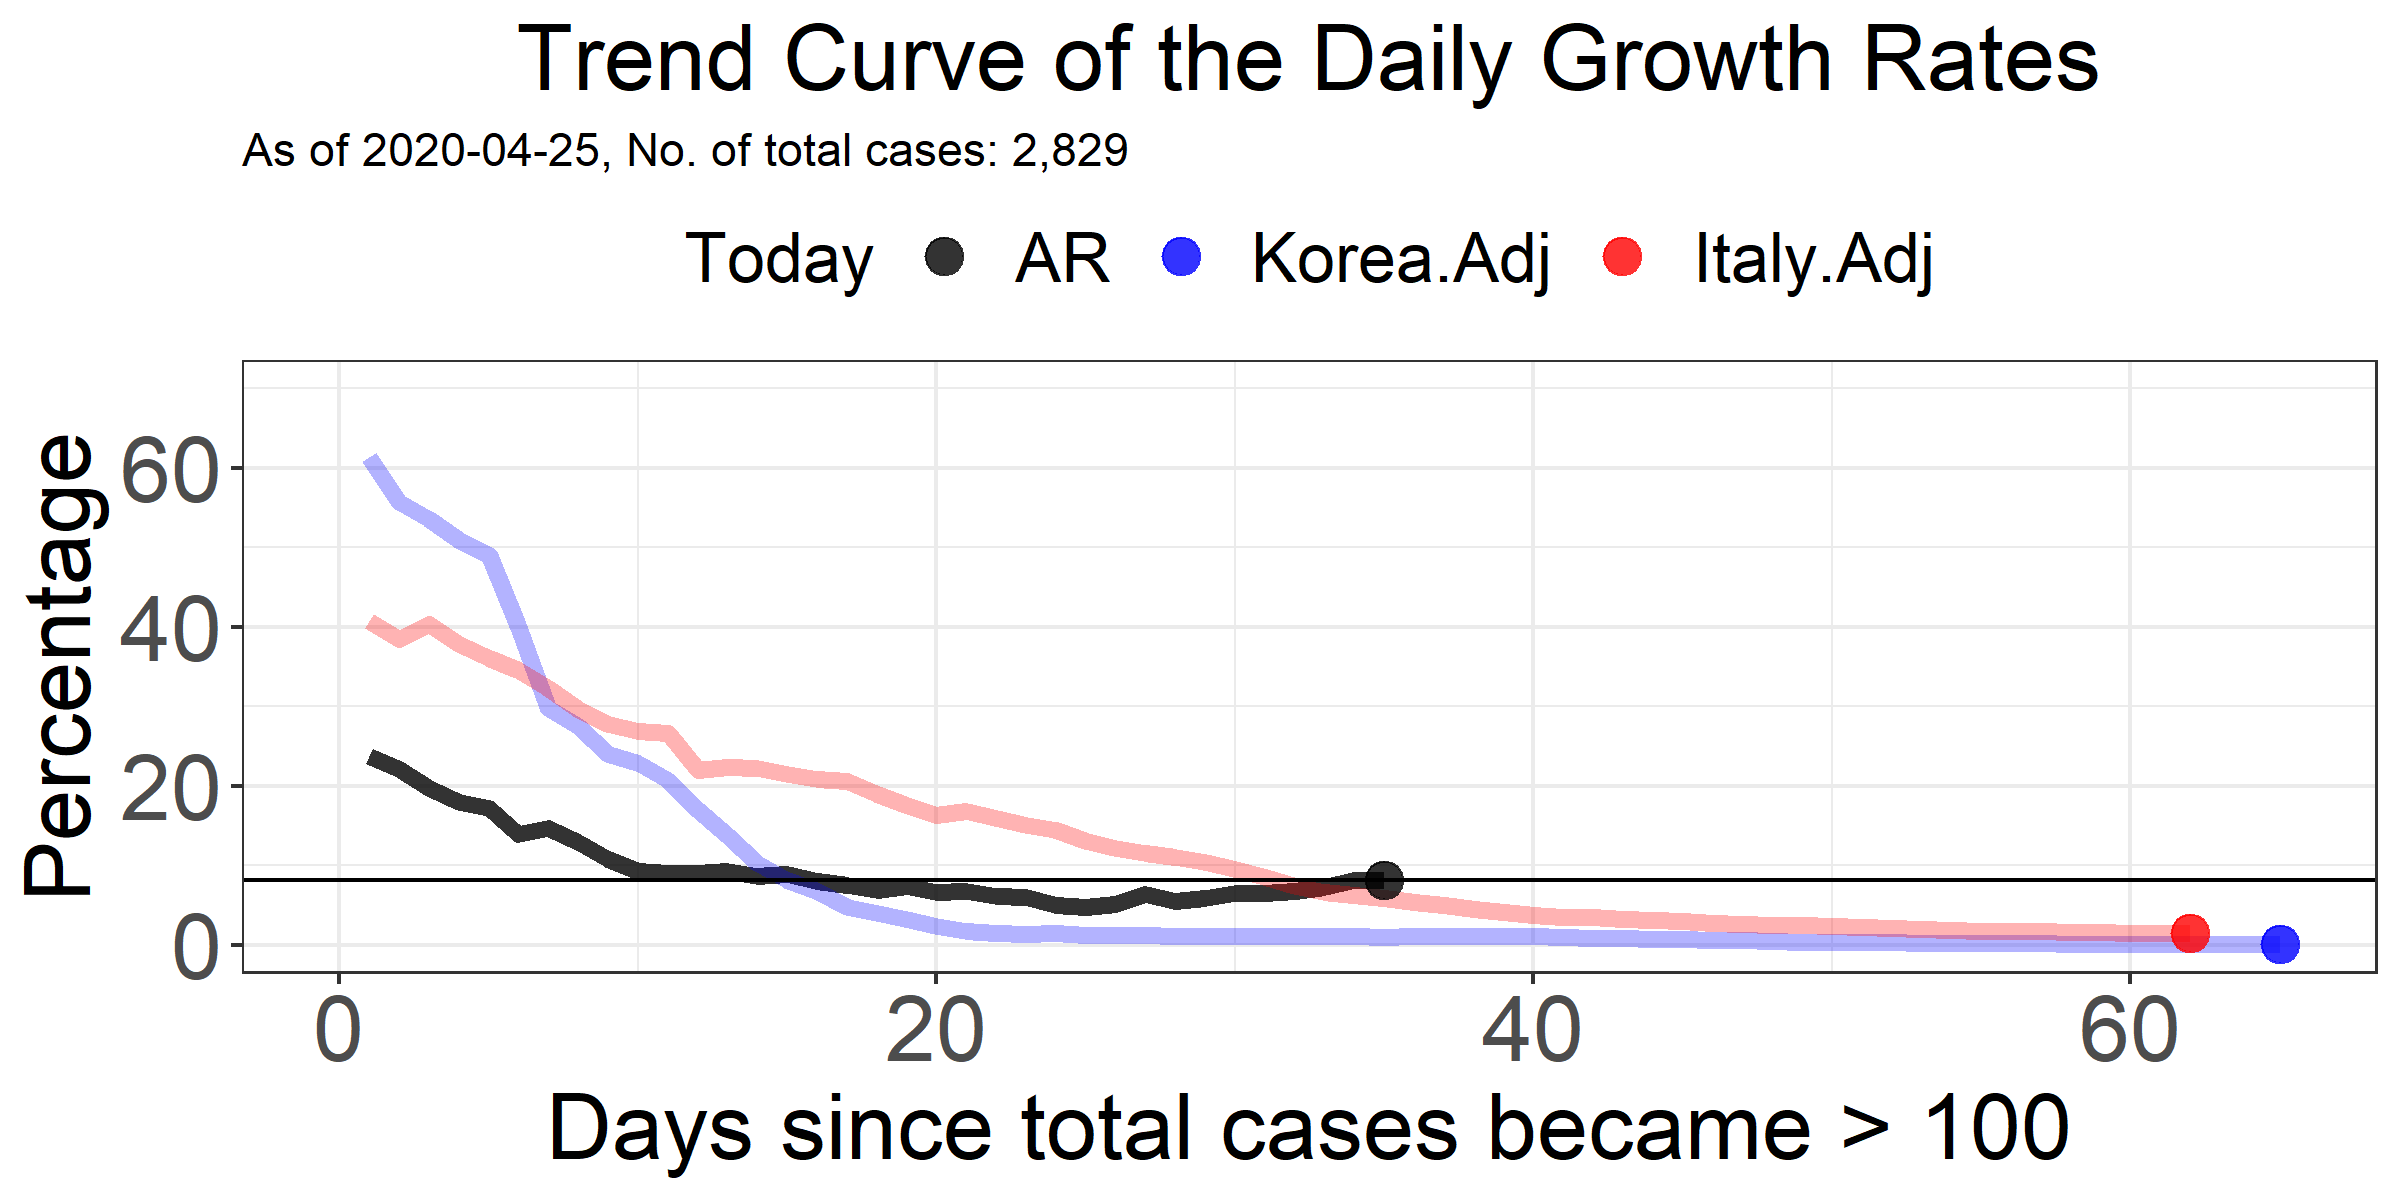 Trend Curve of the Daily Growth Rates
As of 2020-04-25, No. of total cases: 2,829
Today AR Korea.Adj Italy.Adj
Percentage
60
40
20
0
0 20 40 60
Days since total cases became > 100